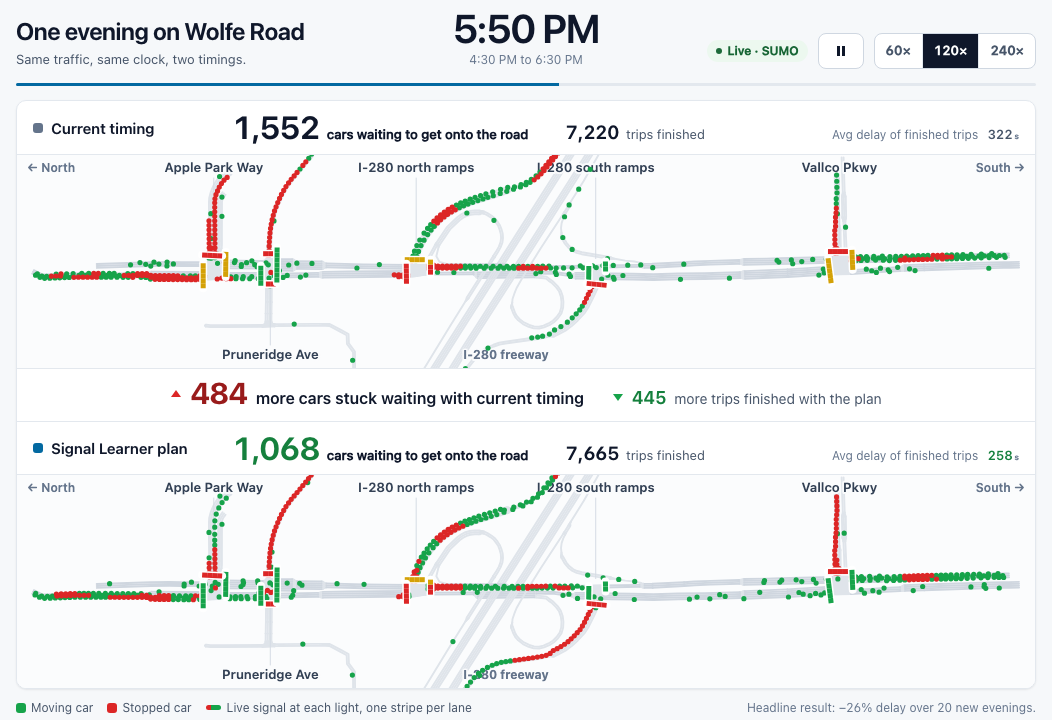 One evening on Wolfe Road
Same traffic, same clock, two timings.
5:50 PM
4:30 PM to 6:30 PM
Live · SUMO
60×
120×
240×
Current timing
1,552 cars waiting to get onto the road
7,220 trips finished
Avg delay of finished trips 322s
← North
Apple Park Way
I-280 north ramps
I-280 south ramps
Vallco Pkwy
South →
Pruneridge Ave
I-280 freeway
484 more cars stuck waiting with current timing
445 more trips finished with the plan
Signal Learner plan
1,068 cars waiting to get onto the road
7,665 trips finished
Avg delay of finished trips 258s
← North
Apple Park Way
I-280 north ramps
I-280 south ramps
Vallco Pkwy
South →
Pruneridge Ave
I-280 freeway
Moving car
Stopped car
Live signal at each light, one stripe per lane
Headline result: −26% delay over 20 new evenings.